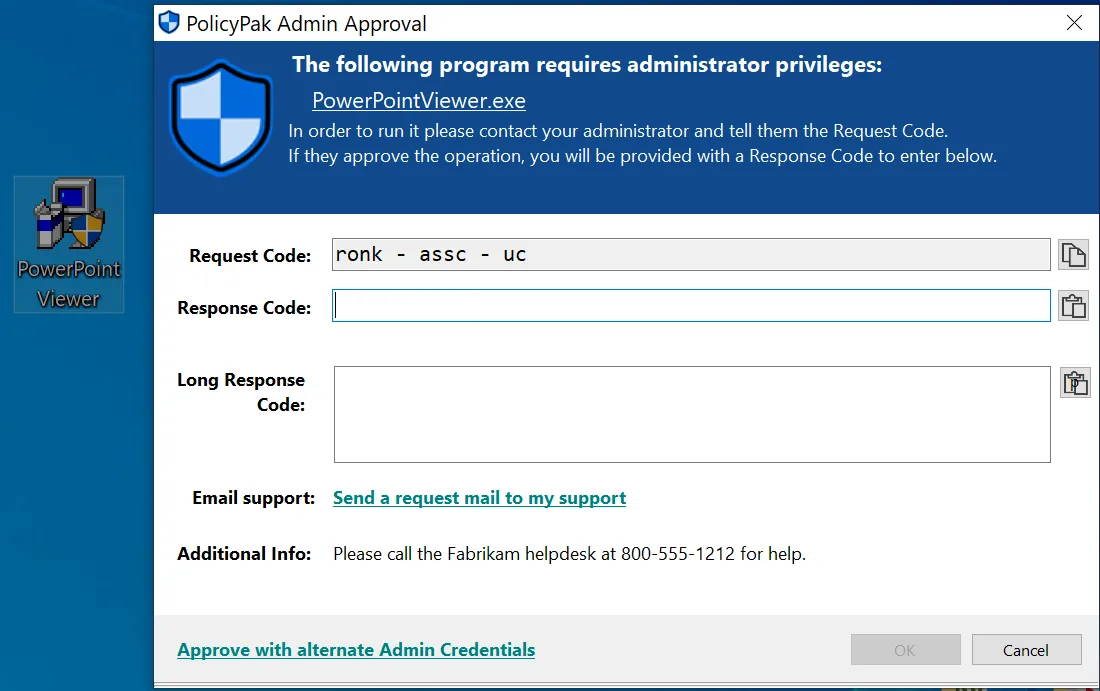 PolicyPak Admin Approval
The following program requires administrator privileges:
PowerPointViewer.exe
In order to run it please contact your administrator and tell them the Request Code.
If they approve the operation, you will be provided with a Response Code to enter below.
PowerPoint
Viewer
Request Code: ronk - assc - uc
Response Code:
Long Response
Code:
Email support: Send a request mail to my support
Additional Info: Please call the Fabrikam helpdesk at 800-555-1212 for help.
Approve with alternate Admin Credentials OK Cancel